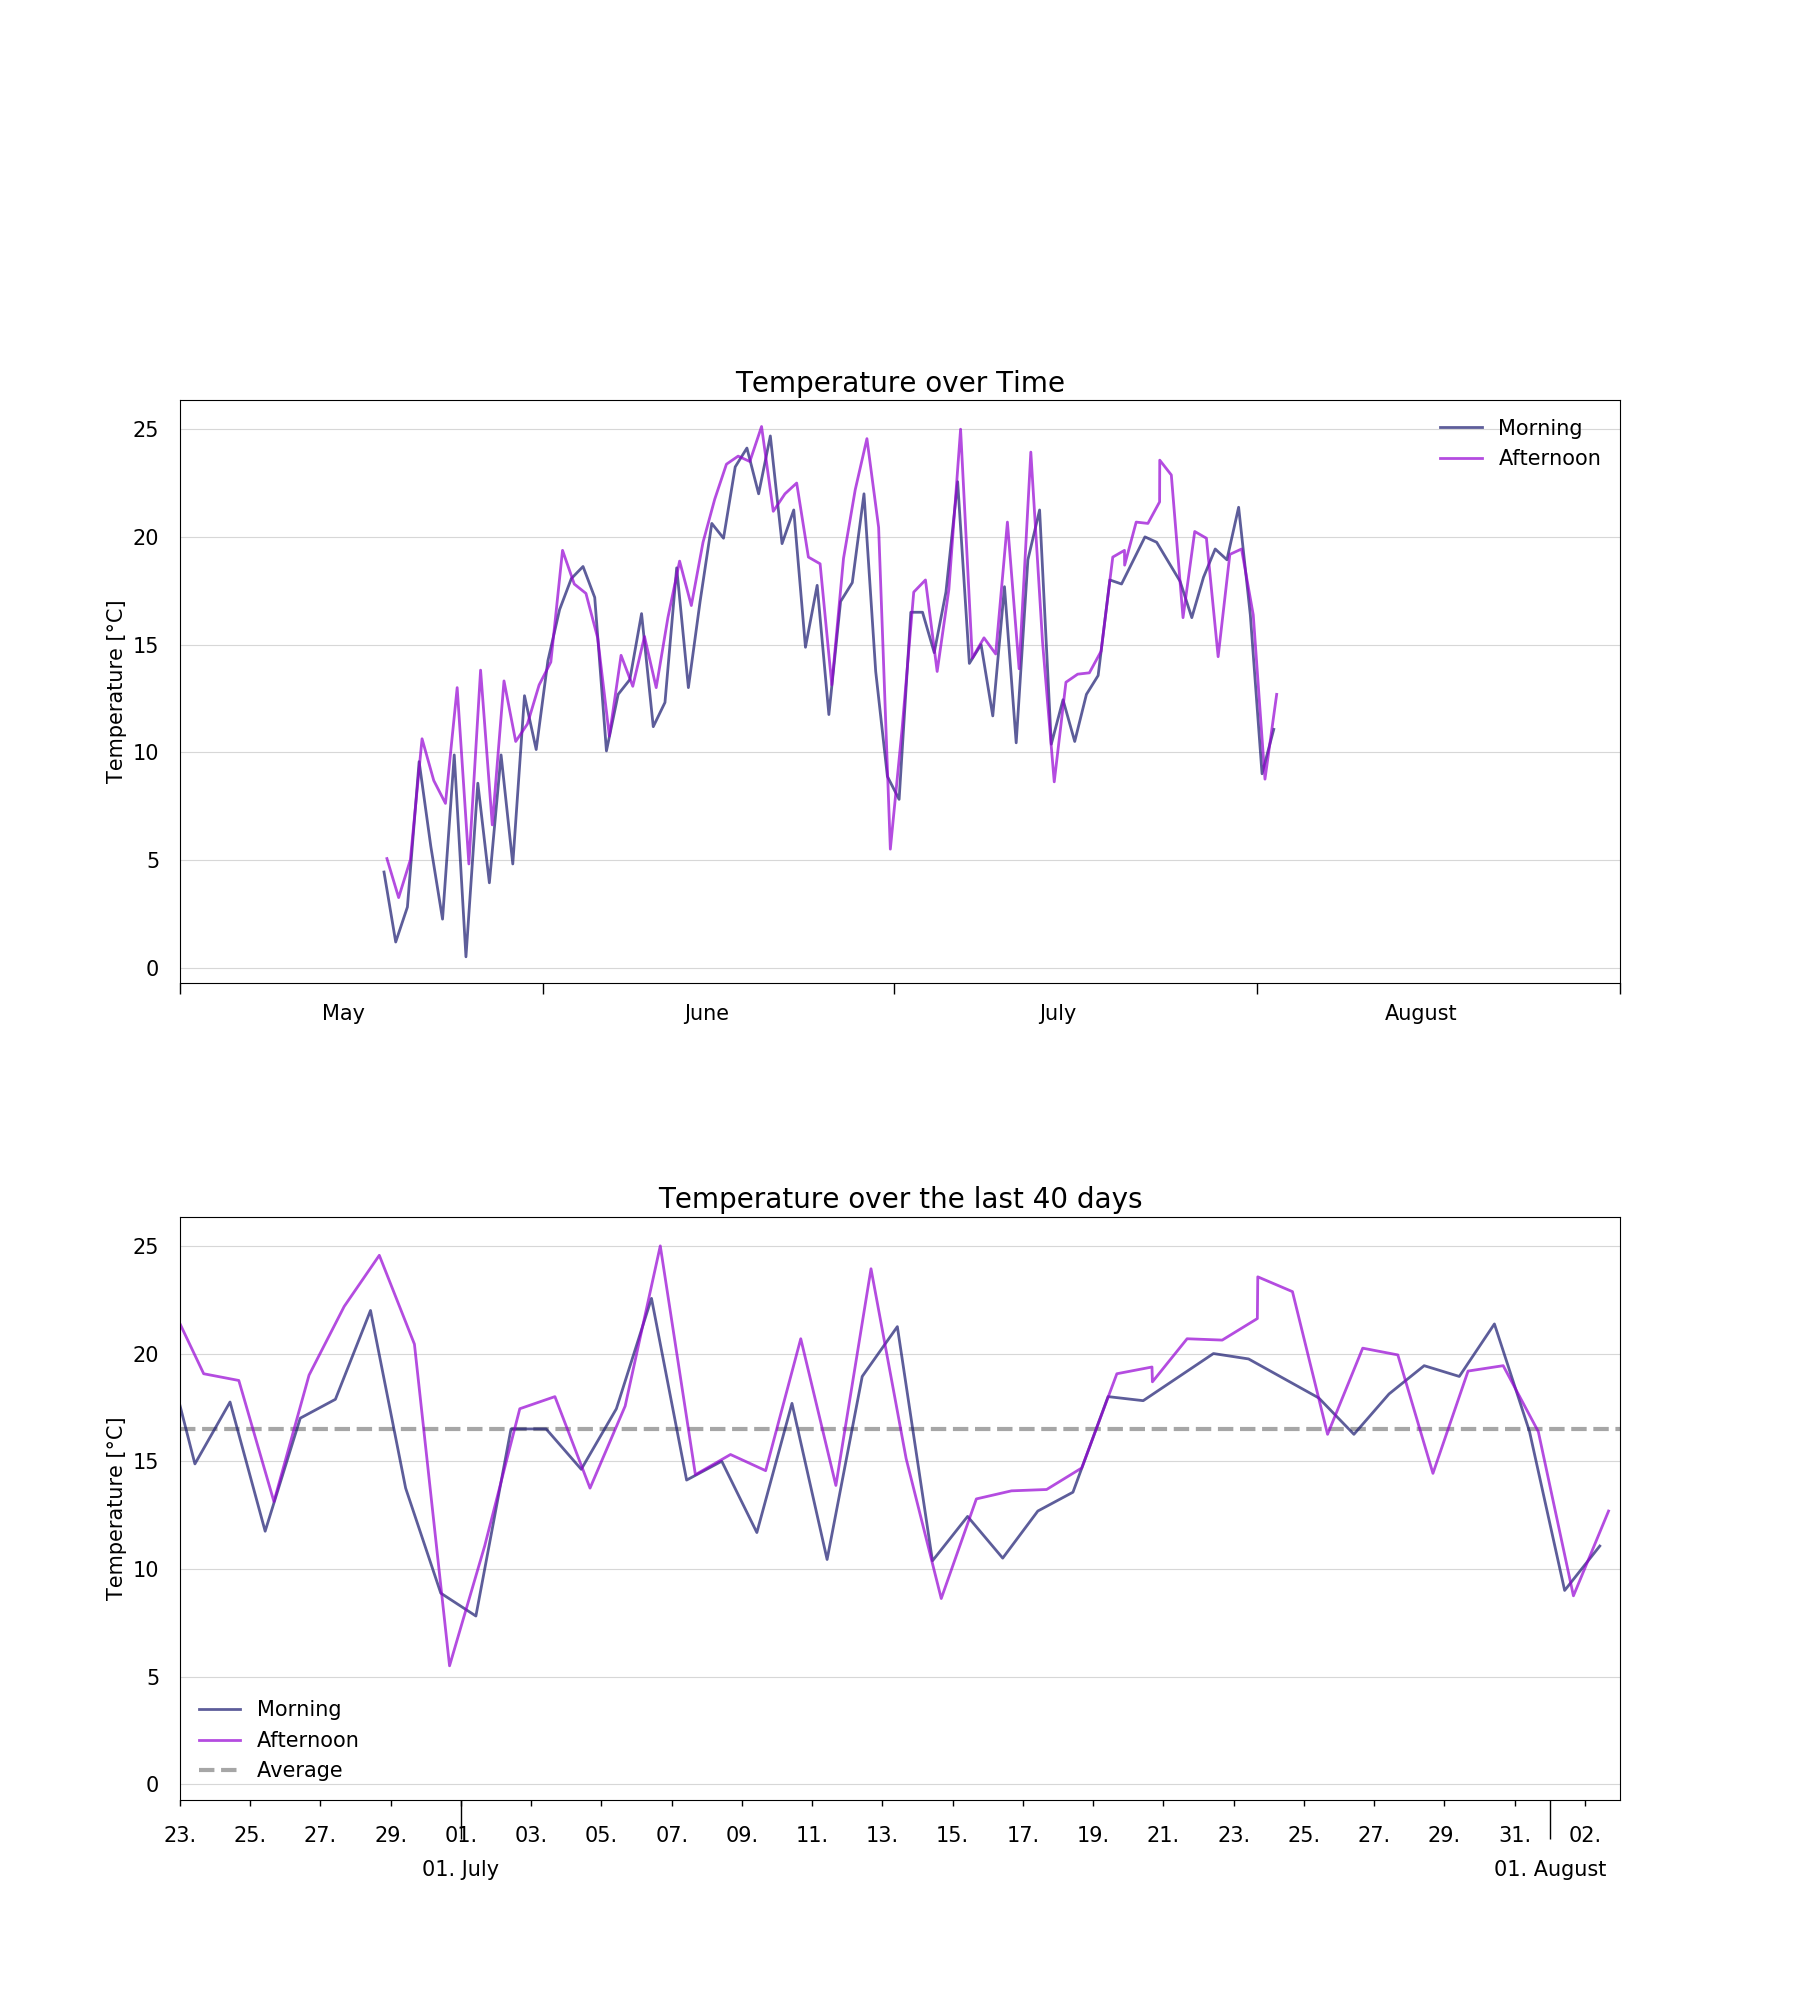 Temperature over Time
Temperature [°C]
25
20
15
10
5
0
Morning
Afternoon
May June July August
Temperature over the last 40 days
Temperature [°C]
25
20
15
10
5
0
Morning
Afternoon
Average
23. 25. 27. 29. 01. 03. 05. 07. 09. 11. 13. 15. 17. 19. 21. 23. 25. 27. 29. 31. 02.
01. July 01. August